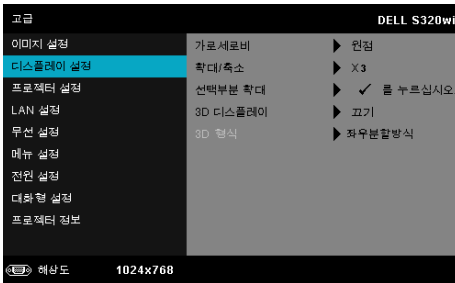 고급 DELL S320wi
이미지 설정
디스플레이 설정
프로젝터 설정
LAN 설정
무선 설정
메뉴 설정
전원 설정
대화형 설정
프로젝터 정보
가로세로비 원점
확대/축소 X3
선택부분 확대 ✓ 를 누르십시오.
3D 디스플레이 끄기
3D 형식 좌우분할방식
해상도 1024x768